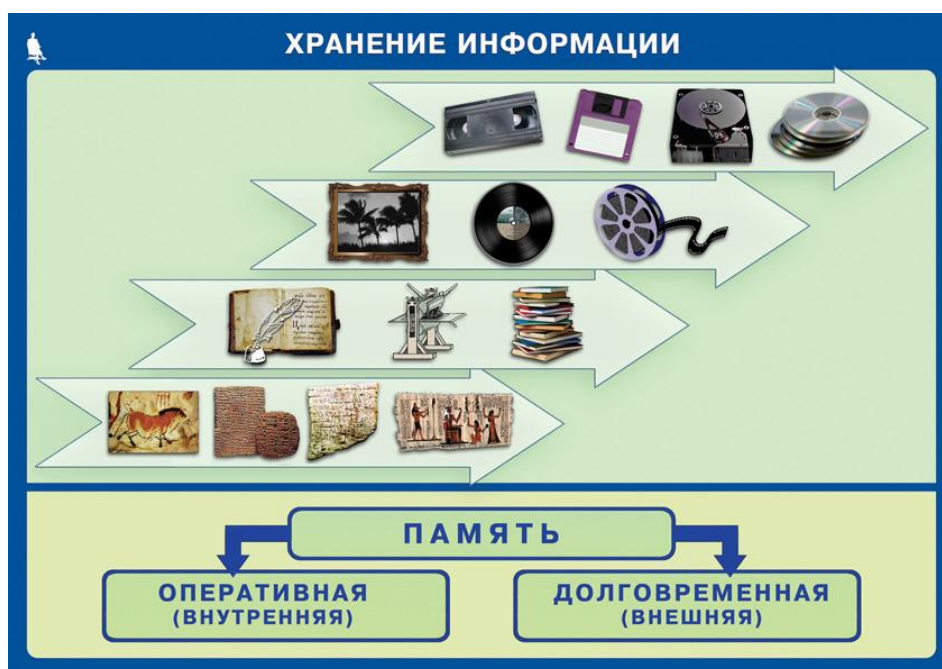 ХРАНЕНИЕ ИНФОРМАЦИИ
ПАМЯТЬ
ОПЕРАТИВНАЯ
(ВНУТРЕННЯЯ)
ДОЛГОВРЕМЕННАЯ
(ВНЕШНЯЯ)